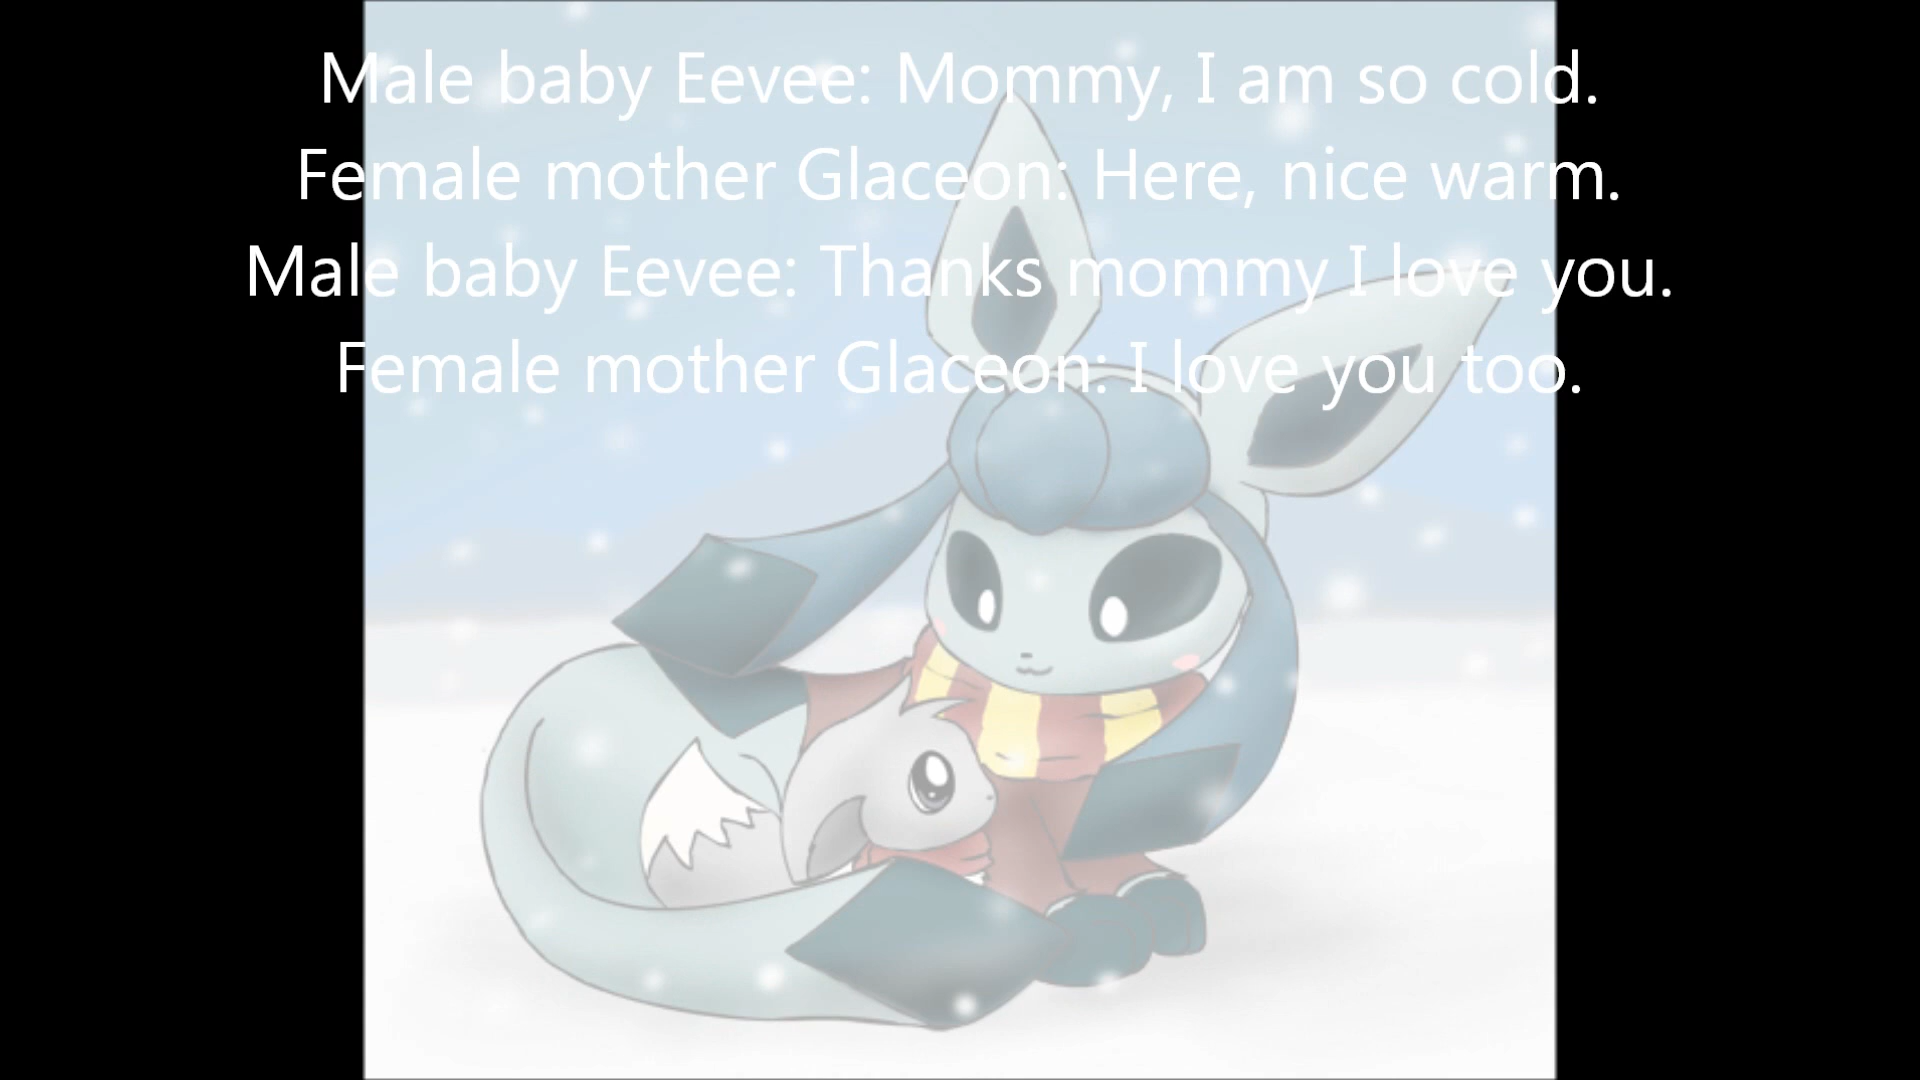 Male baby Eevee: Mommy, I am so cold.
Female mother Glaceon: Here, nice warm.
Male baby Eevee: Thanks mommy I love you.
Female mother Glaceon: I love you too.